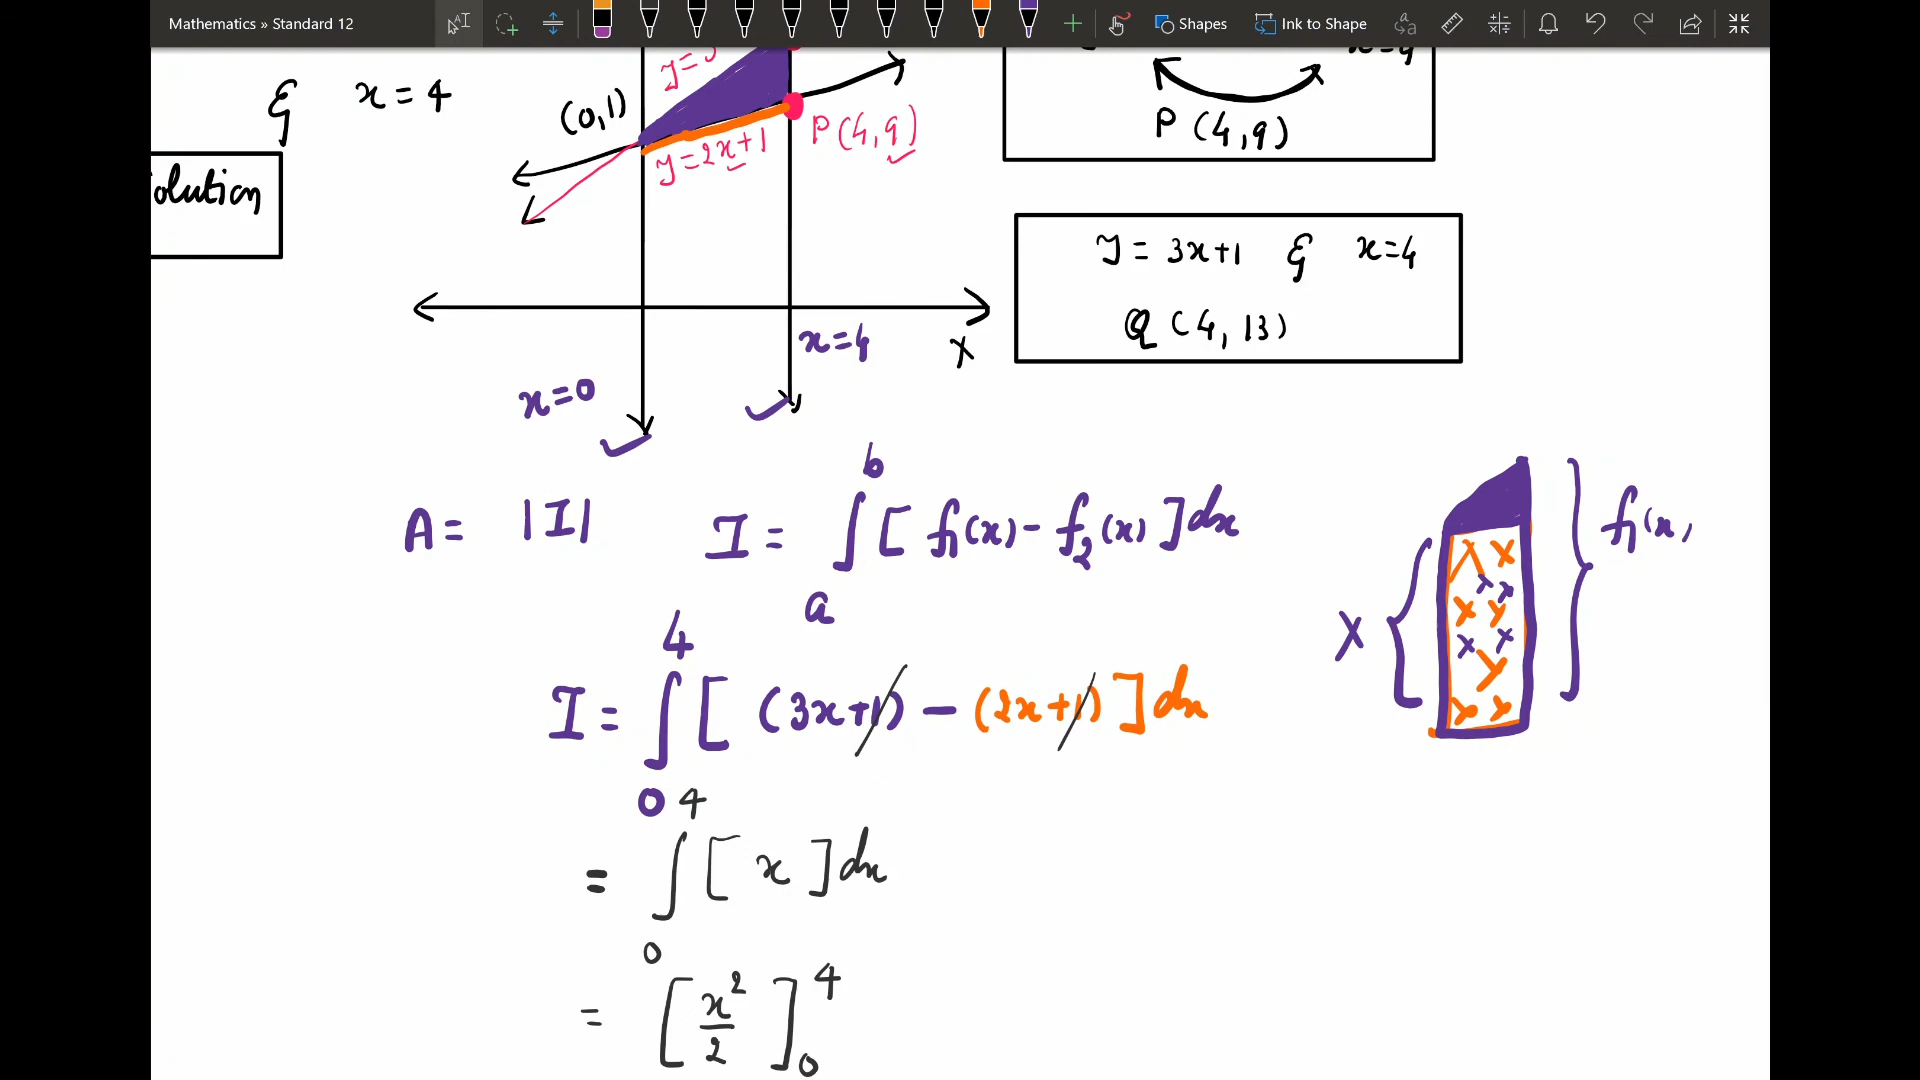 Mathematics » Standard 12
Shapes
Ink to Shape
& x = 4
olution
(0,1)
y = 2x+1
P(4,9)
P (4,9)
y = 3x+1 & x=4
Q (4, 13)
x=0
x=4
X
A = |I| I = ∫ₐᵇ [ f₁(x) - f₂(x) ] dx
f₁(x)
X
I = ∫₀⁴ [ (3x+1) - (2x+1) ] dx
= ∫₀⁴ [ x ] dx
= [ x²/2 ]₀⁴